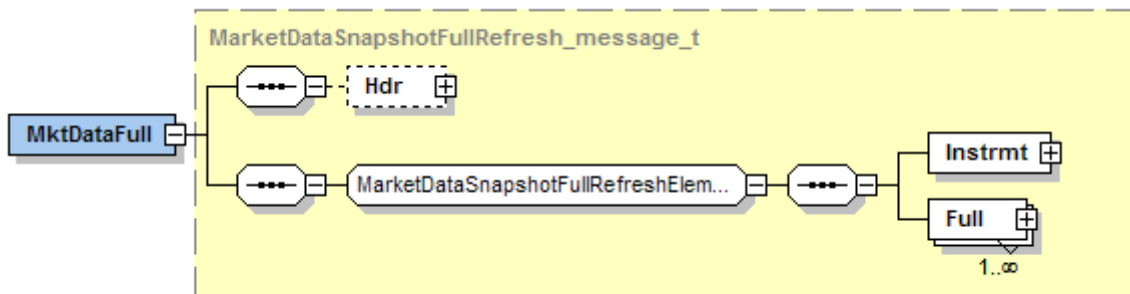 MarketDataSnapshotFullRefresh_message_t
Hdr
MktDataFull
Instrmt
MarketDataSnapshotFullRefreshElem...
Full
1..∞